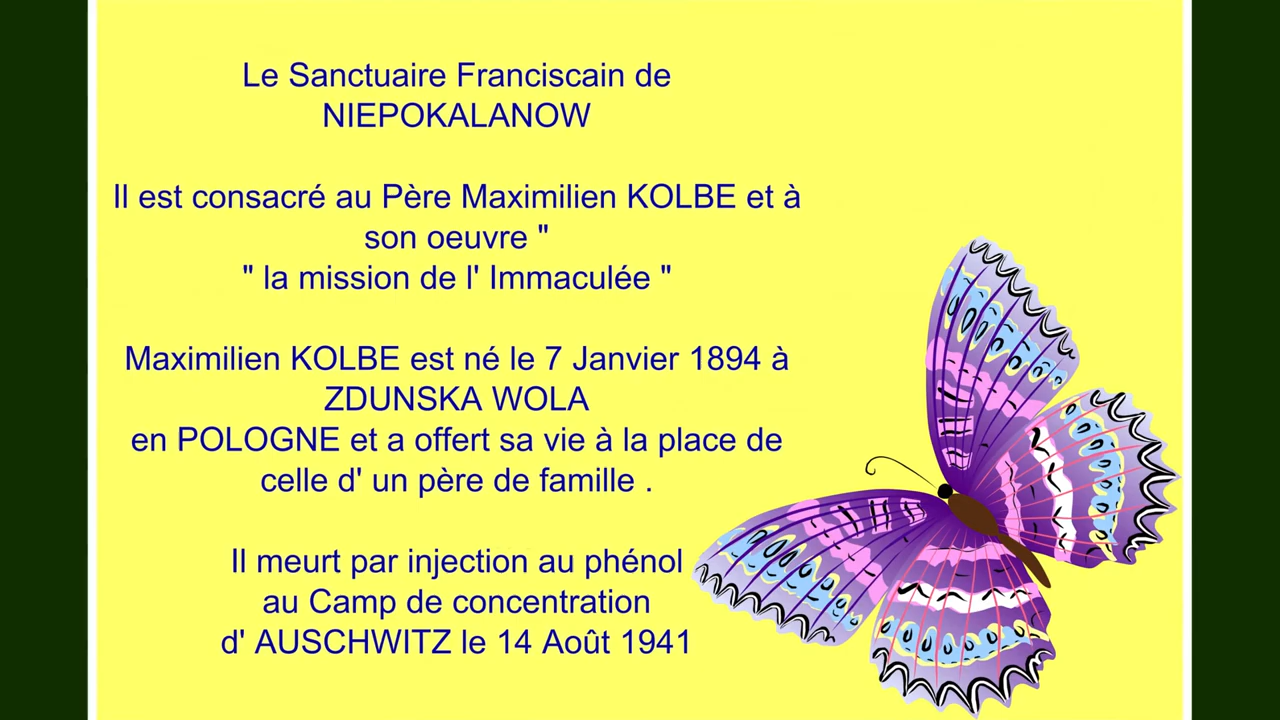 Le Sanctuaire Franciscain de
NIEPOKALANOW
Il est consacré au Père Maximilien KOLBE et à
son oeuvre "
" la mission de l' Immaculée "
Maximilien KOLBE est né le 7 Janvier 1894 à
ZDUNSKA WOLA
en POLOGNE et a offert sa vie à la place de
celle d' un père de famille .
Il meurt par injection au phénol
au Camp de concentration
d' AUSCHWITZ le 14 Août 1941